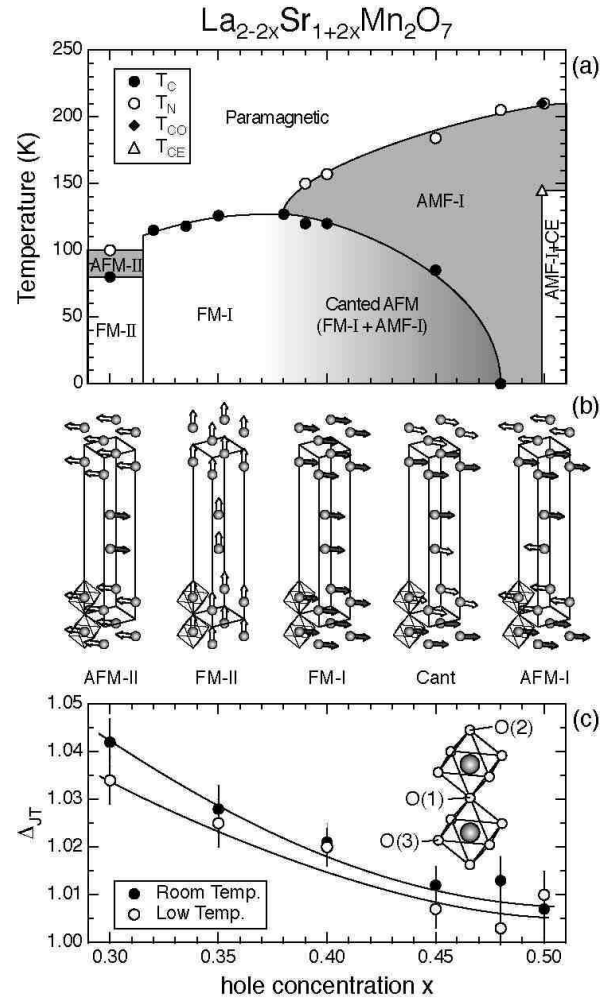 La2-2xSr1+2xMn2O7
(a)
TC
TN
TCO
TCE
Paramagnetic
AMF-I
AFM-II
FM-II
FM-I
Canted AFM
(FM-I + AMF-I)
AMF-I+CE
Temperature (K)
250
200
150
100
50
0
(b)
AFM-II FM-II FM-I Cant AFM-I
(c)
O(2)
O(1)
O(3)
Room Temp.
Low Temp.
ΔJT
1.05
1.04
1.03
1.02
1.01
1.00
0.30 0.35 0.40 0.45 0.50
hole concentration x